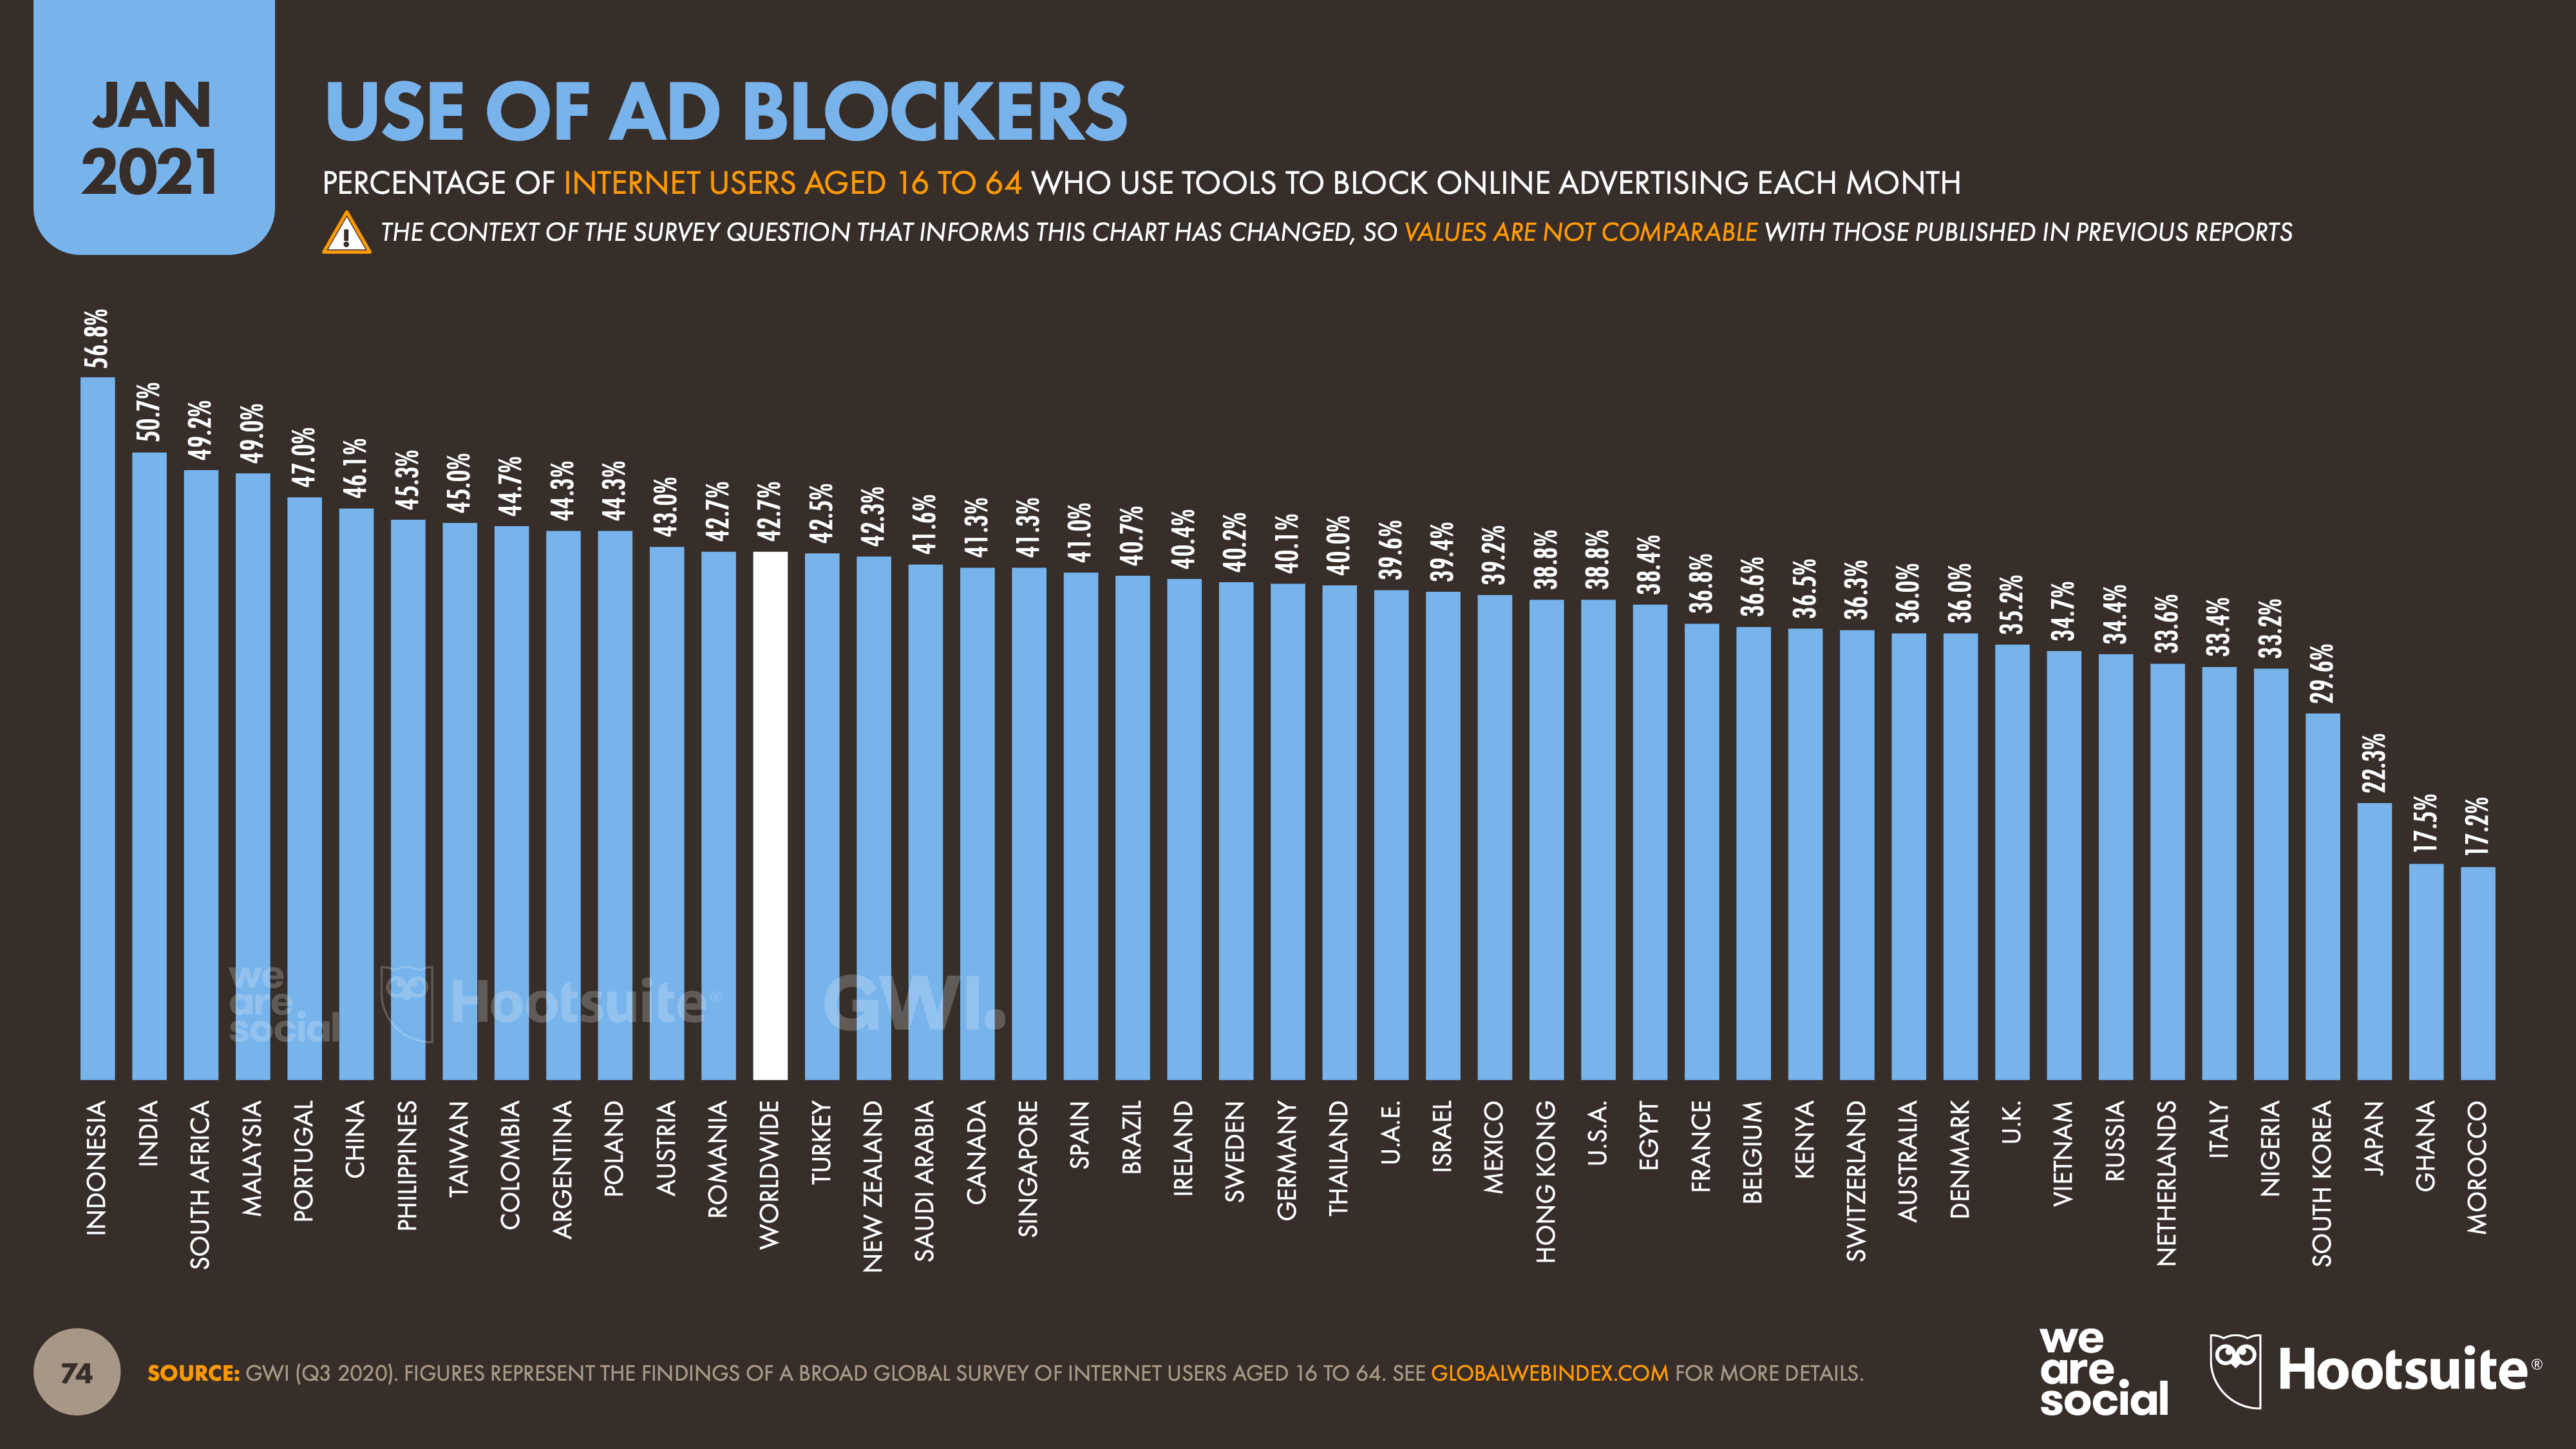 JAN
2021
USE OF AD BLOCKERS
PERCENTAGE OF INTERNET USERS AGED 16 TO 64 WHO USE TOOLS TO BLOCK ONLINE ADVERTISING EACH MONTH
THE CONTEXT OF THE SURVEY QUESTION THAT INFORMS THIS CHART HAS CHANGED, SO VALUES ARE NOT COMPARABLE WITH THOSE PUBLISHED IN PREVIOUS REPORTS
56.8%
50.7%
49.2%
49.0%
47.0%
46.1%
45.3%
45.0%
44.7%
44.3%
44.3%
43.0%
42.7%
42.7%
42.5%
42.3%
41.6%
41.3%
41.3%
41.0%
40.7%
40.4%
40.2%
40.1%
40.0%
39.6%
39.4%
39.2%
38.8%
38.8%
38.4%
36.8%
36.6%
36.5%
36.3%
36.0%
36.0%
35.2%
34.7%
34.4%
33.6%
33.4%
33.2%
29.6%
22.3%
17.5%
17.2%
we
are
social
Hootsuite®
GWI.
INDONESIA
INDIA
SOUTH AFRICA
MALAYSIA
PORTUGAL
CHINA
PHILIPPINES
TAIWAN
COLOMBIA
ARGENTINA
POLAND
AUSTRIA
ROMANIA
WORLDWIDE
TURKEY
NEW ZEALAND
SAUDI ARABIA
CANADA
SINGAPORE
SPAIN
BRAZIL
IRELAND
SWEDEN
GERMANY
THAILAND
U.A.E.
ISRAEL
MEXICO
HONG KONG
U.S.A.
EGYPT
FRANCE
BELGIUM
KENYA
SWITZERLAND
AUSTRALIA
DENMARK
U.K.
VIETNAM
RUSSIA
NETHERLANDS
ITALY
NIGERIA
SOUTH KOREA
JAPAN
GHANA
MOROCCO
74
SOURCE: GWI (Q3 2020). FIGURES REPRESENT THE FINDINGS OF A BROAD GLOBAL SURVEY OF INTERNET USERS AGED 16 TO 64. SEE GLOBALWEBINDEX.COM FOR MORE DETAILS.
we
are
social
Hootsuite®